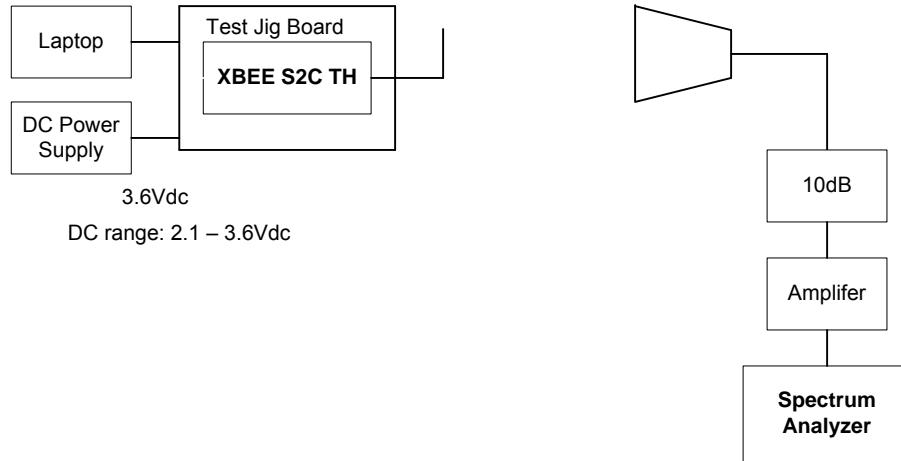 Laptop
Test Jig Board
XBEE S2C TH
DC Power
Supply
3.6Vdc
DC range: 2.1 – 3.6Vdc
10dB
Amplifer
Spectrum
Analyzer